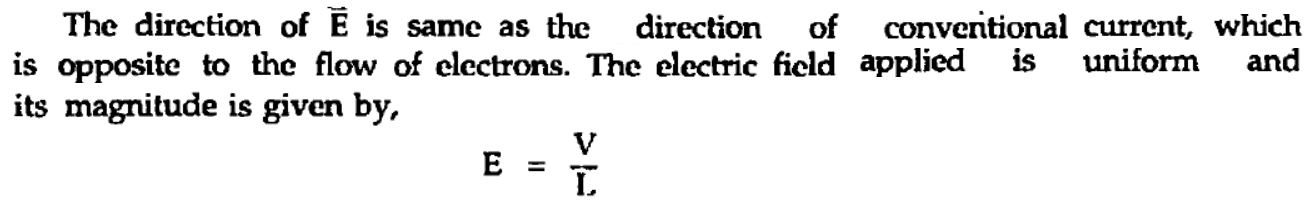 The direction of Ē is same as the direction of conventional current, which
is opposite to the flow of electrons. The electric field applied is uniform and
its magnitude is given by,
E = V/L